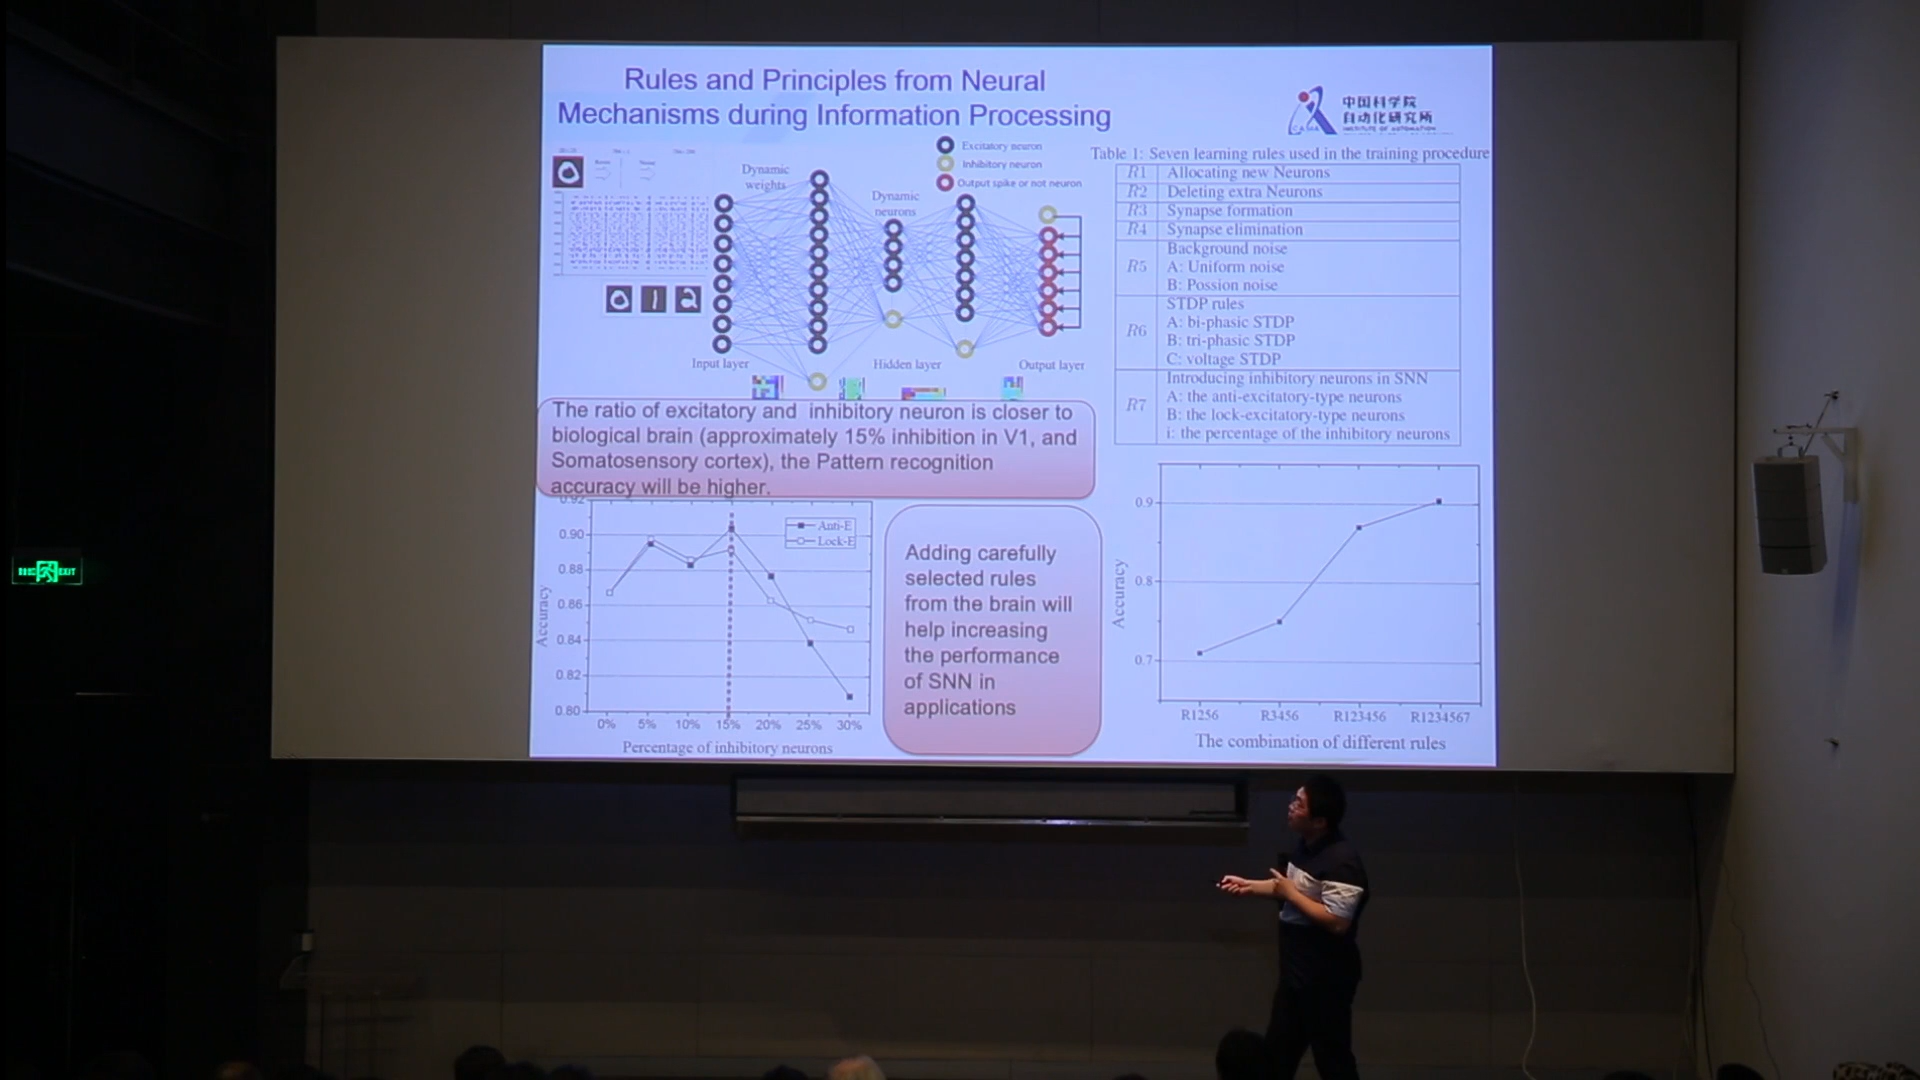 Rules and Principles from Neural
Mechanisms during Information Processing
中国科学院
自动化研究所
CASIA
INSTITUTE OF AUTOMATION
Excitatory neuron
Inhibitory neuron
Output spike or not neuron
Dynamic
weights
Dynamic
neurons
Input layer
Hidden layer
Output layer
Table 1: Seven learning rules used in the training procedure
R1 Allocating new Neurons
R2 Deleting extra Neurons
R3 Synapse formation
R4 Synapse elimination
R5 Background noise
A: Uniform noise
B: Possion noise
R6 STDP rules
A: bi-phasic STDP
B: tri-phasic STDP
C: voltage STDP
R7 Introducing inhibitory neurons in SNN
A: the anti-excitatory-type neurons
B: the lock-excitatory-type neurons
i: the percentage of the inhibitory neurons
The ratio of excitatory and inhibitory neuron is closer to
biological brain (approximately 15% inhibition in V1, and
Somatosensory cortex), the Pattern recognition
accuracy will be higher.
0.92
0.90
0.88
0.86
0.84
0.82
0.80
Accuracy
Anti-E
Lock-E
0% 5% 10% 15% 20% 25% 30%
Percentage of inhibitory neurons
Adding carefully
selected rules
from the brain will
help increasing
the performance
of SNN in
applications
0.9
0.8
0.7
Accuracy
R1256 R3456 R123456 R1234567
The combination of different rules
EXIT